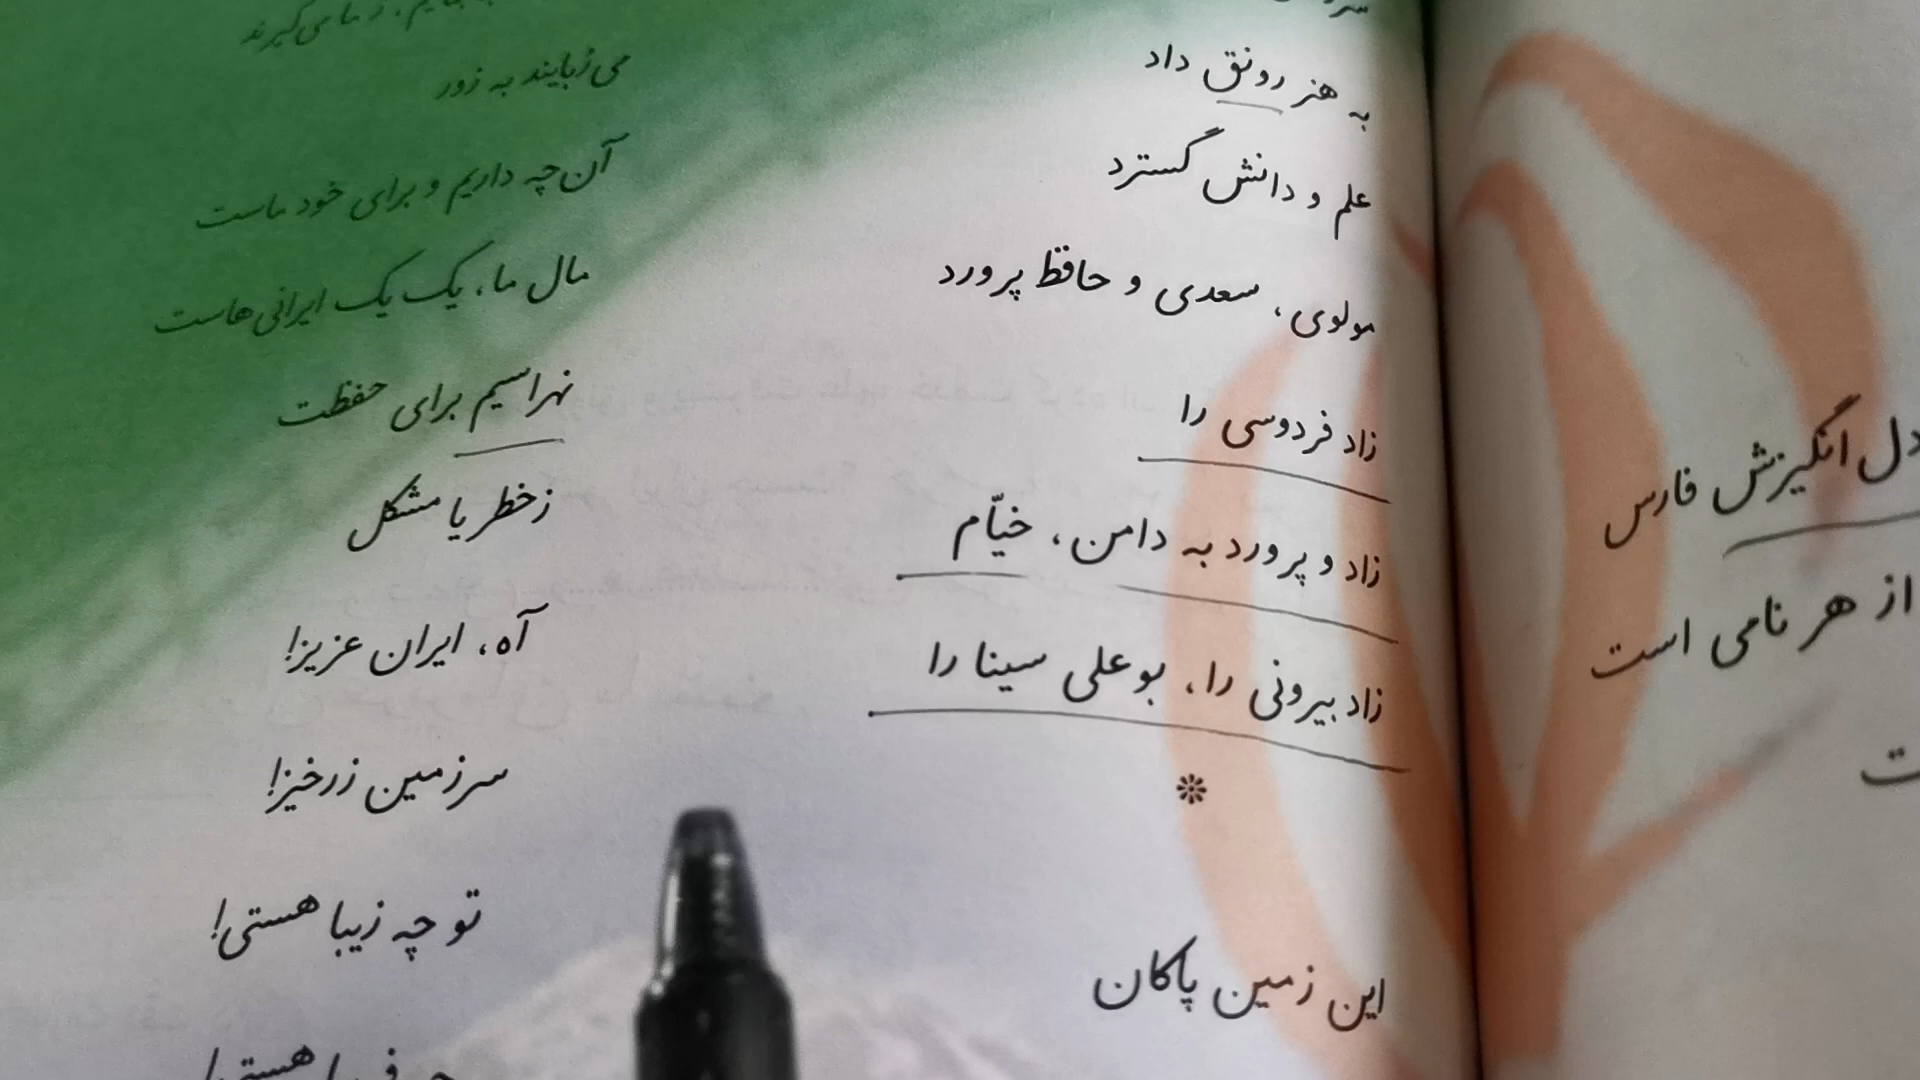 دل انگیزش فارس
از هر نامی است
به هنر رونق داد
علم و دانش گسترد
مولوی، سعدی و حافظ پرورد
زاد فردوسی را
زاد و پرورد به دامن، خیّام
زاد بیرونی را، بوعلی سینا را
❊
این زمین پاکان
می‌رُبایند به زور
آن‌چه داریم و برای خود ماست
مال ما، یک یک ایرانی‌هاست
نهراسیم برای حفظت
زخطر یا مشکل
آه، ایران عزیز!
سرزمین زرخیز!
تو چه زیبا هستی!
هستی!